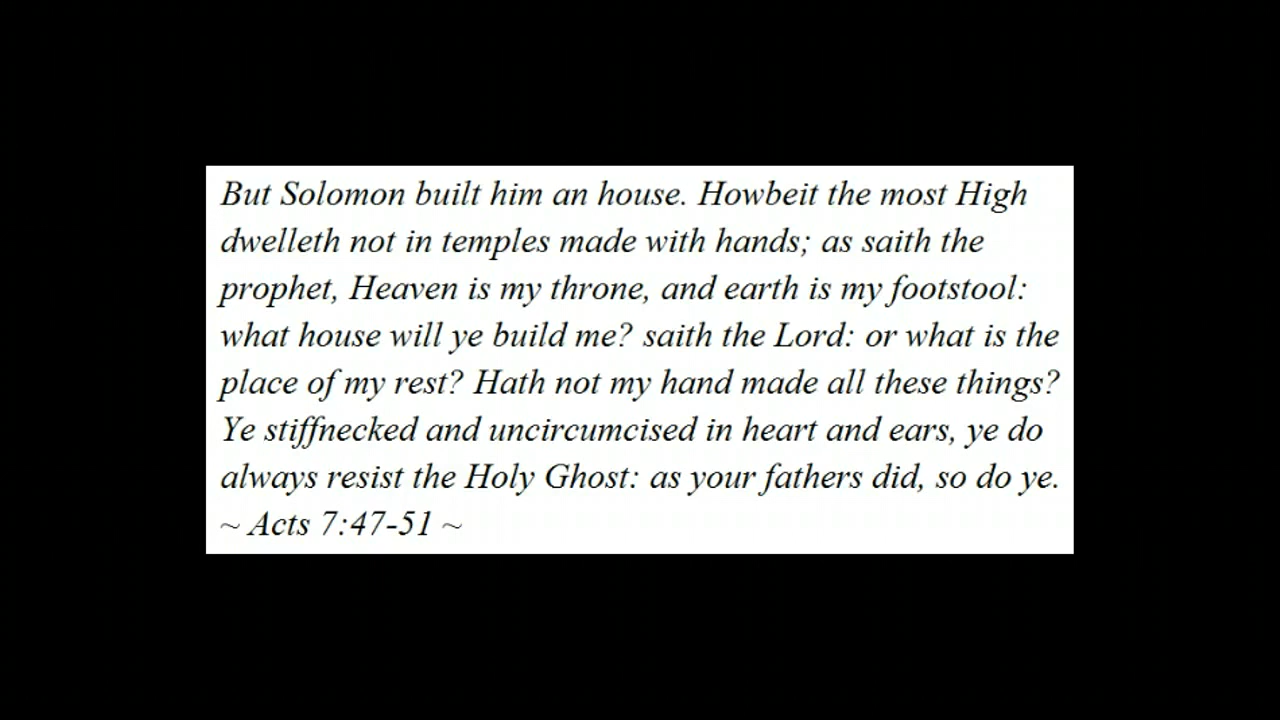 But Solomon built him an house. Howbeit the most High
dwelleth not in temples made with hands; as saith the
prophet, Heaven is my throne, and earth is my footstool:
what house will ye build me? saith the Lord: or what is the
place of my rest? Hath not my hand made all these things?
Ye stiffnecked and uncircumcised in heart and ears, ye do
always resist the Holy Ghost: as your fathers did, so do ye.
~ Acts 7:47-51 ~